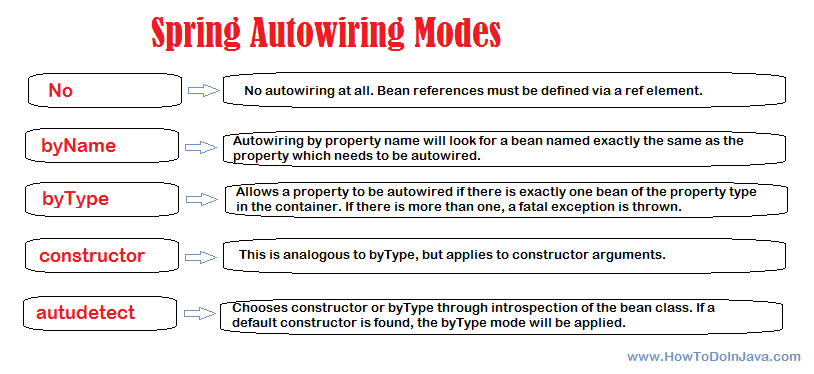 Spring Autowiring Modes
No
No autowiring at all. Bean references must be defined via a ref element.
byName
Autowiring by property name will look for a bean named exactly the same as the
property which needs to be autowired.
byType
Allows a property to be autowired if there is exactly one bean of the property type
in the container. If there is more than one, a fatal exception is thrown.
constructor
This is analogous to byType, but applies to constructor arguments.
autudetect
Chooses constructor or byType through introspection of the bean class. If a
default constructor is found, the byType mode will be applied.
www.HowToDoInJava.com